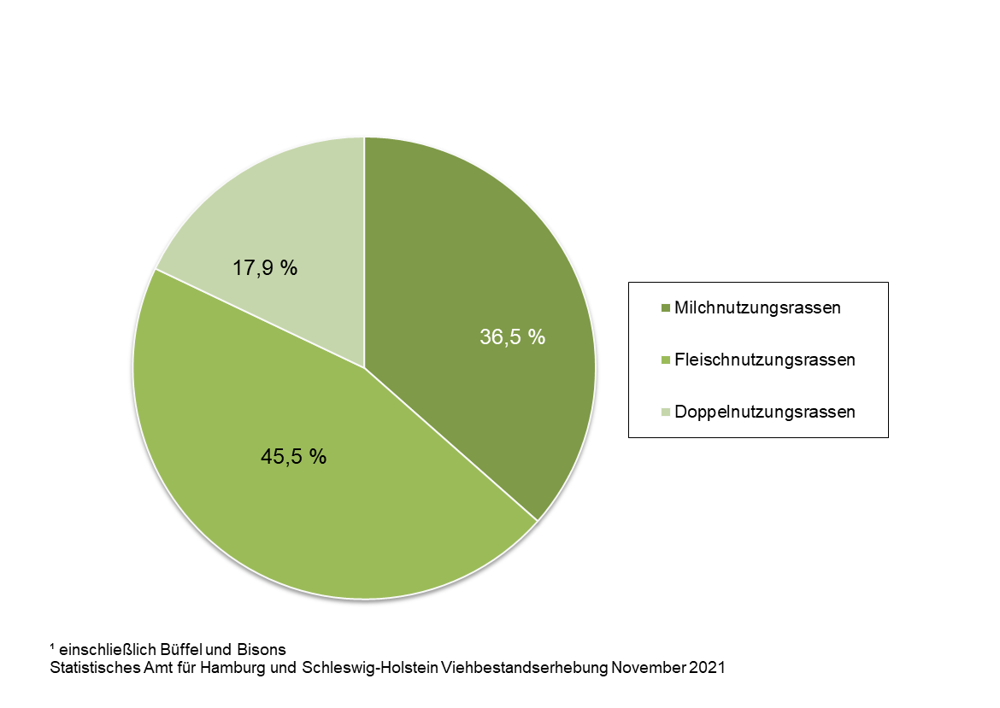 17,9 %
36,5 %
45,5 %
Milchnutzungsrassen
Fleischnutzungsrassen
Doppelnutzungsrassen
¹ einschließlich Büffel und Bisons
Statistisches Amt für Hamburg und Schleswig-Holstein Viehbestandserhebung November 2021